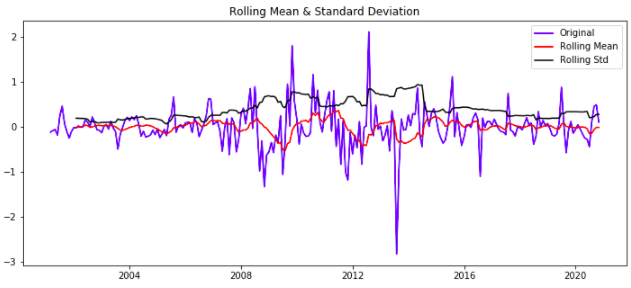 Rolling Mean & Standard Deviation
Original
Rolling Mean
Rolling Std
2
1
0
−1
−2
−3
2004
2008
2012
2016
2020